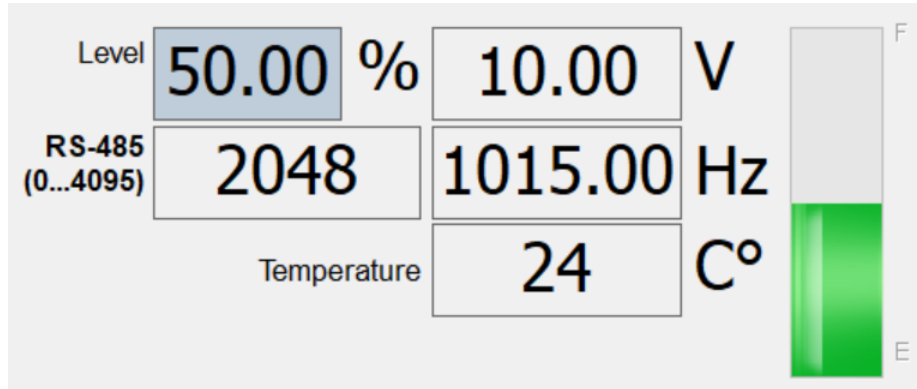 Level 50.00 % 10.00 V
F
RS-485
(0...4095) 2048 1015.00 Hz
Temperature 24 C°
E